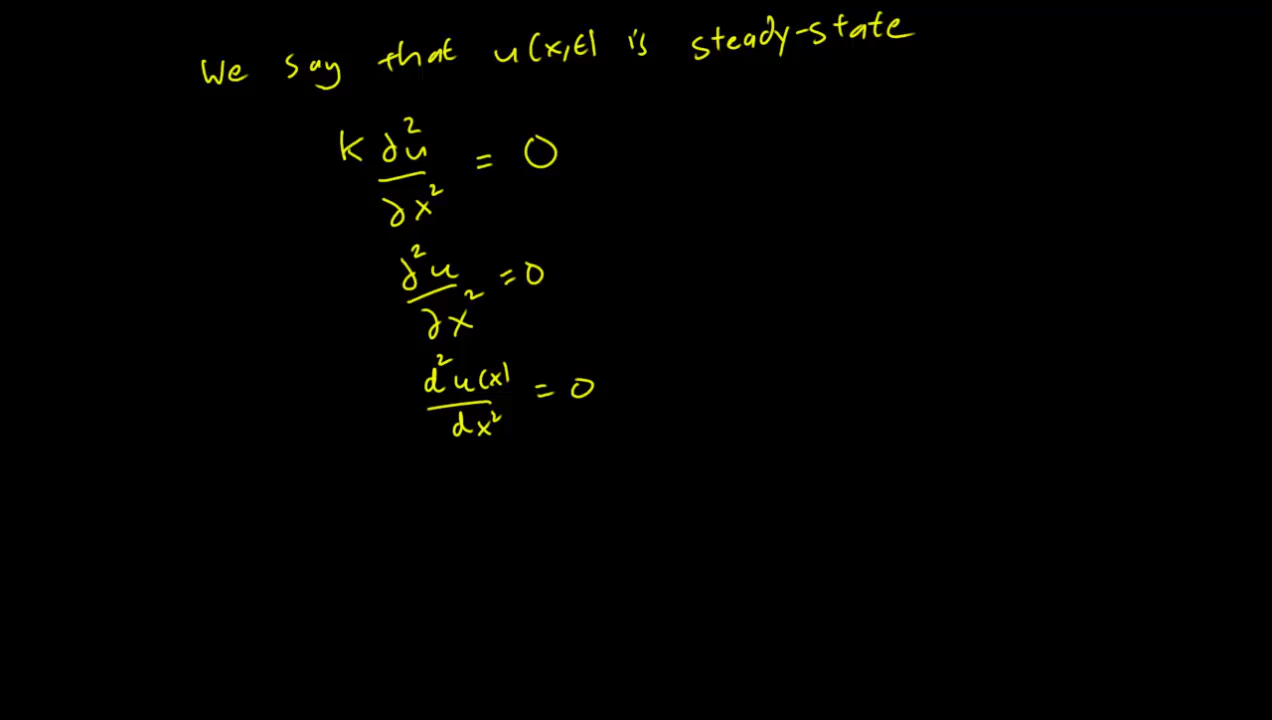 We say that u(x,t) is steady-state
K ∂²u/∂x² = 0
∂²u/∂x² = 0
d²u(x)/dx² = 0